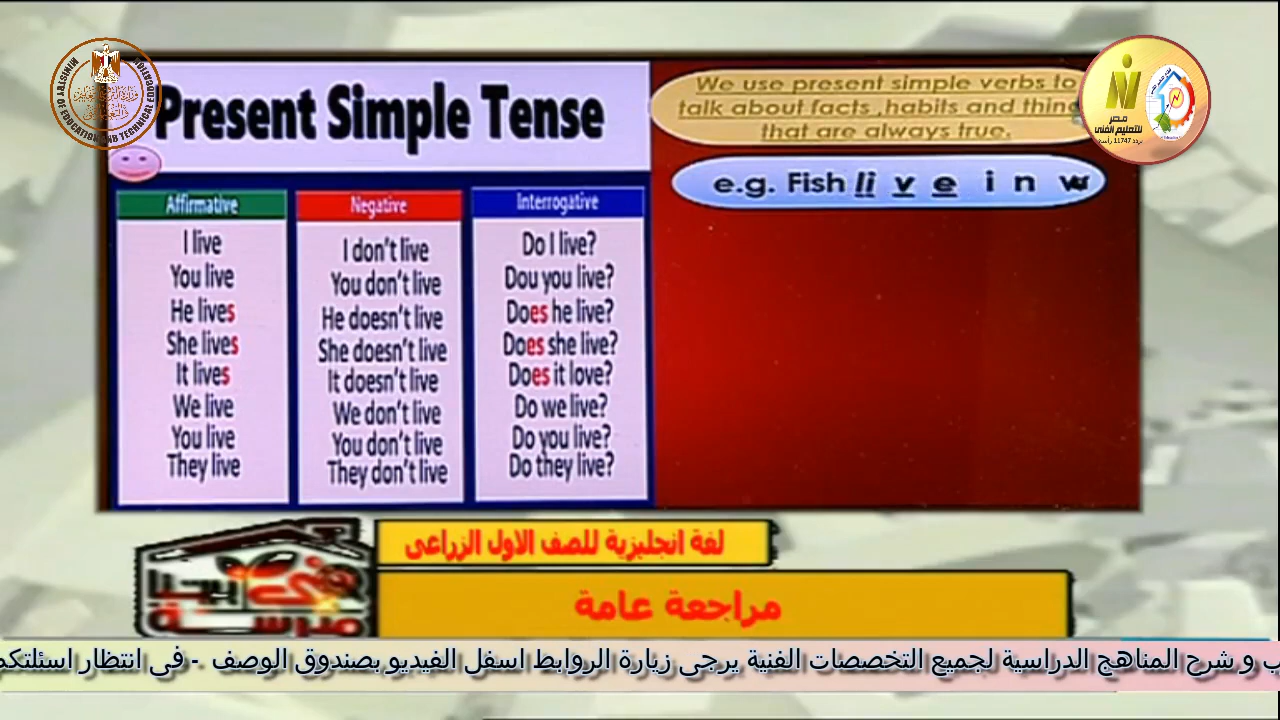 Present Simple Tense
Affirmative
I live
You live
He lives
She lives
It lives
We live
You live
They live
Negative
I don't live
You don't live
He doesn't live
She doesn't live
It doesn't live
We don't live
You don't live
They don't live
Interrogative
Do I live?
Dou you live?
Does he live?
Does she live?
Does it love?
Do we live?
Do you live?
Do they live?
We use present simple verbs to
talk about facts ,habits and thing
that are always true.
e.g. Fish live in w
مصر
للتعليم الفنى
لغة انجليزية للصف الاول الزراعى
مراجعة عامة
فى بيتنا
مدرسة
ب و شرح المناهج الدراسية لجميع التخصصات الفنية يرجى زيارة الروابط اسفل الفيديو بصندوق الوصف - فى انتظار اسئلتكم